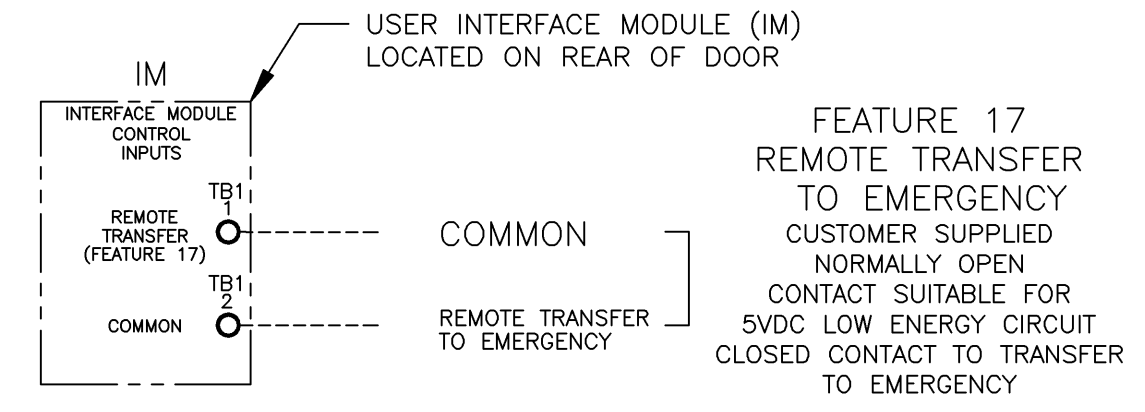 USER INTERFACE MODULE (IM)
LOCATED ON REAR OF DOOR
IM
INTERFACE MODULE
CONTROL
INPUTS
TB1
1
REMOTE
TRANSFER
(FEATURE 17)
TB1
2
COMMON
COMMON
REMOTE TRANSFER
TO EMERGENCY
FEATURE 17
REMOTE TRANSFER
TO EMERGENCY
CUSTOMER SUPPLIED
NORMALLY OPEN
CONTACT SUITABLE FOR
5VDC LOW ENERGY CIRCUIT
CLOSED CONTACT TO TRANSFER
TO EMERGENCY